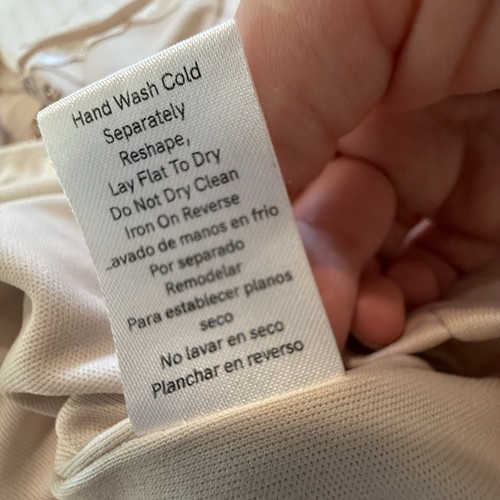 Hand Wash Cold
Separately
Reshape,
Lay Flat To Dry
Do Not Dry Clean
Iron On Reverse
_avado de manos en frio
Por separado
Remodelar
Para establecer planos
seco
No lavar en seco
Planchar en reverso